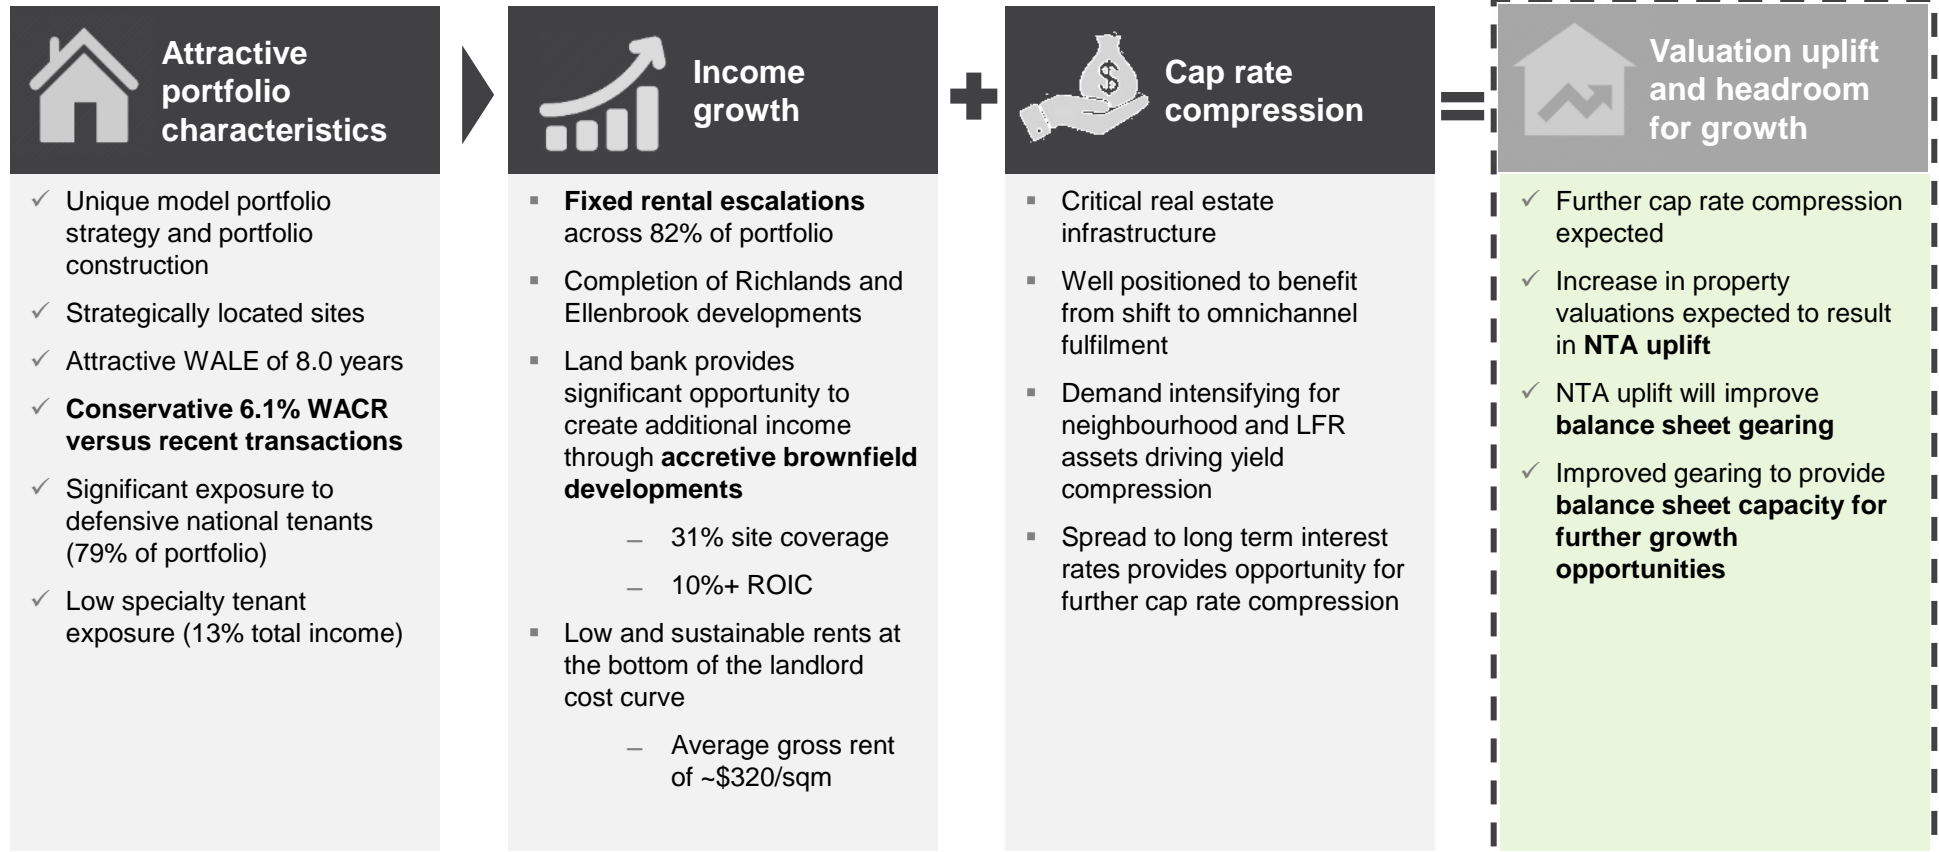 Attractive
portfolio
characteristics
✓ Unique model portfolio
strategy and portfolio
construction
✓ Strategically located sites
✓ Attractive WALE of 8.0 years
✓ Conservative 6.1% WACR
versus recent transactions
✓ Significant exposure to
defensive national tenants
(79% of portfolio)
✓ Low specialty tenant
exposure (13% total income)
Income
growth
▪ Fixed rental escalations
across 82% of portfolio
▪ Completion of Richlands and
Ellenbrook developments
▪ Land bank provides
significant opportunity to
create additional income
through accretive brownfield
developments
– 31% site coverage
– 10%+ ROIC
▪ Low and sustainable rents at
the bottom of the landlord
cost curve
– Average gross rent
of ~$320/sqm
+
$
Cap rate
compression
▪ Critical real estate
infrastructure
▪ Well positioned to benefit
from shift to omnichannel
fulfilment
▪ Demand intensifying for
neighbourhood and LFR
assets driving yield
compression
▪ Spread to long term interest
rates provides opportunity for
further cap rate compression
=
Valuation uplift
and headroom
for growth
✓ Further cap rate compression
expected
✓ Increase in property
valuations expected to result
in NTA uplift
✓ NTA uplift will improve
balance sheet gearing
✓ Improved gearing to provide
balance sheet capacity for
further growth
opportunities